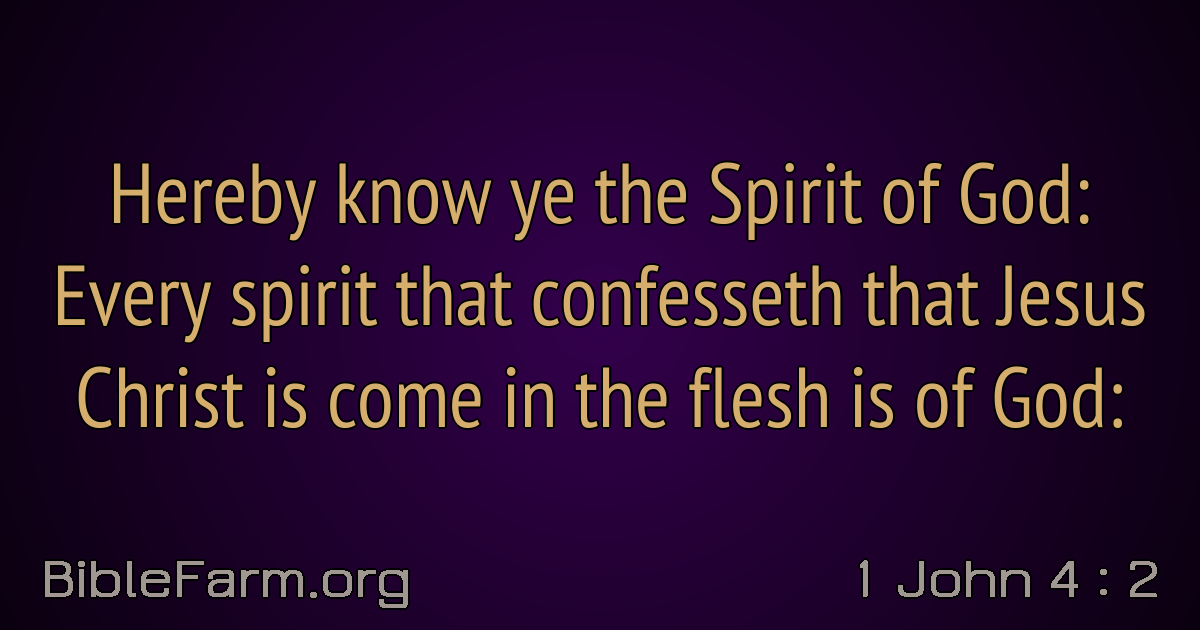 Hereby know ye the Spirit of God:
Every spirit that confesseth that Jesus
Christ is come in the flesh is of God:
BibleFarm.org
1 John 4 : 2